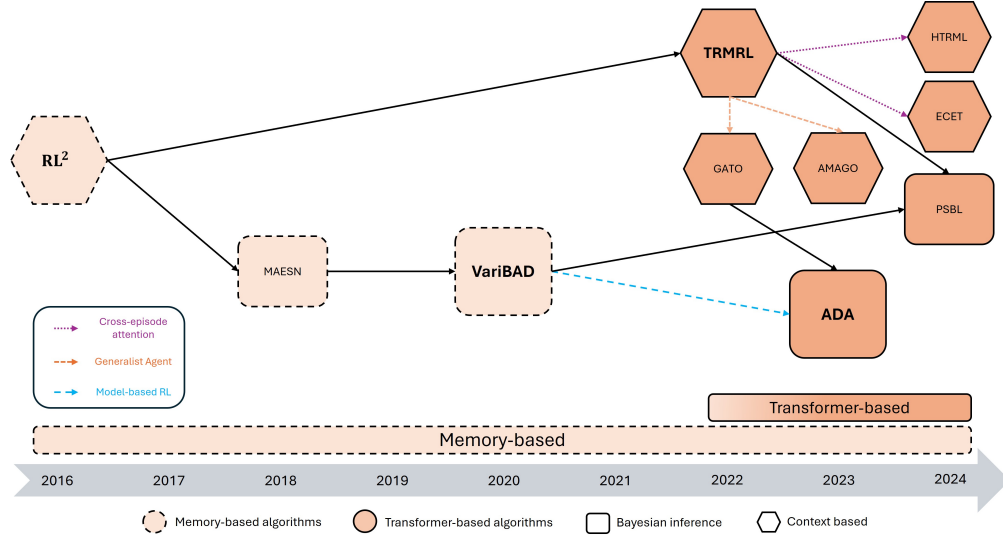 TRMRL
HTRML
ECET
RL²
GATO
AMAGO
PSBL
MAESN
VariBAD
ADA
Cross-episode
attention
Generalist Agent
Model-based RL
Transformer-based
Memory-based
2016 2017 2018 2019 2020 2021 2022 2023 2024
Memory-based algorithms
Transformer-based algorithms
Bayesian inference
Context based